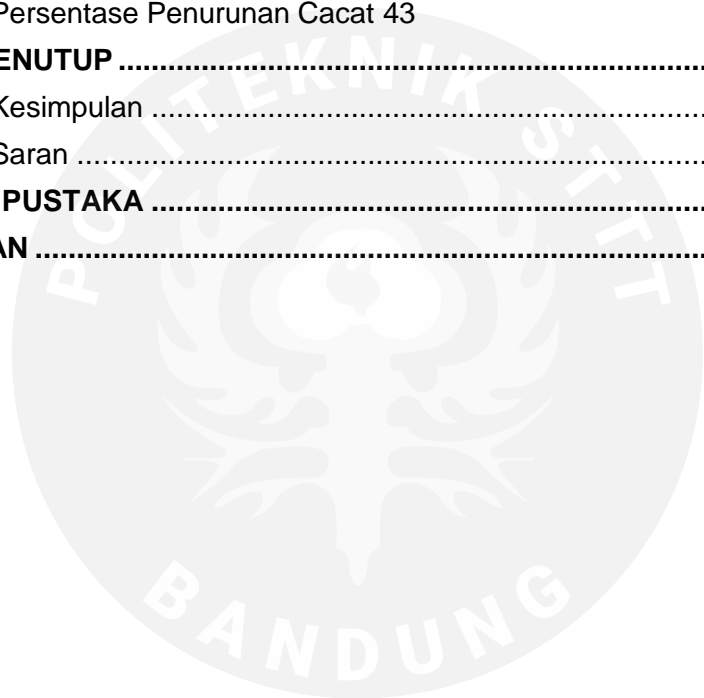 Persentase Penurunan Cacat 43
ENUTUP ........................................................................
Kesimpulan ......................................................................
Saran ...............................................................................
PUSTAKA ....................................................................
AN ..................................................................................
POLITEKNIK STTT
BANDUNG